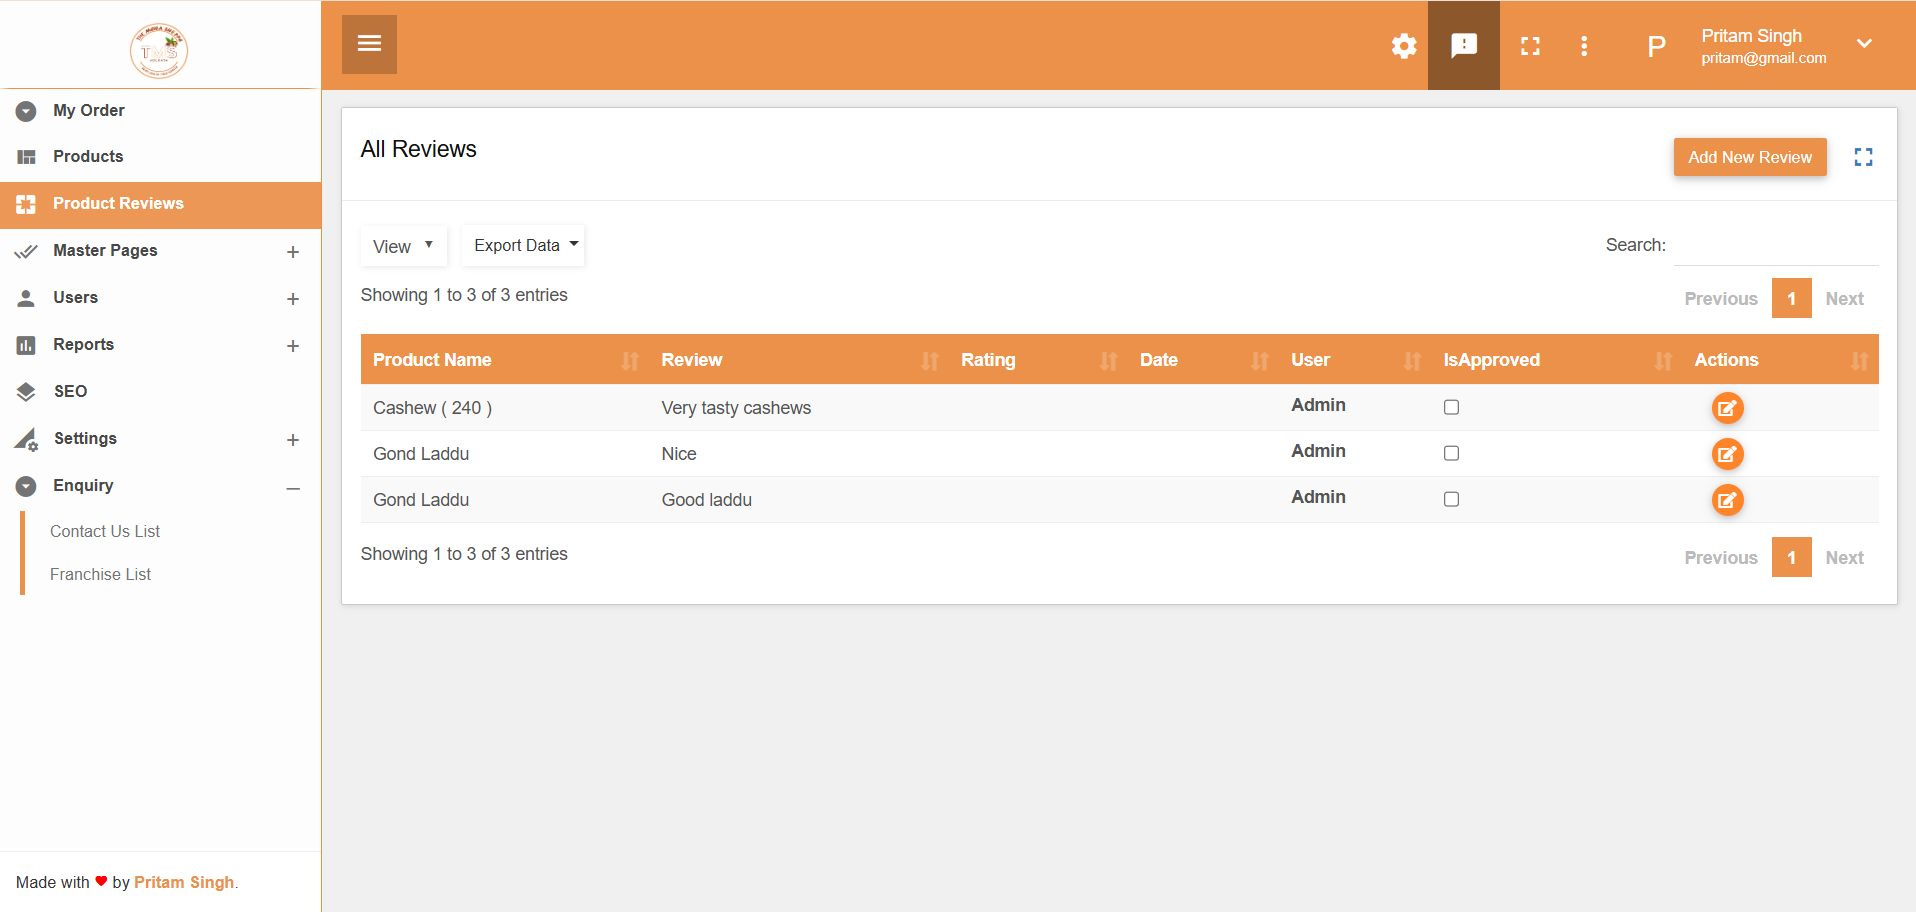 TMS
My Order
Products
Product Reviews
Master Pages
Users
Reports
SEO
Settings
Enquiry
Contact Us List
Franchise List
Made with by Pritam Singh.
P
Pritam Singh
pritam@gmail.com
All Reviews
Add New Review
View
Export Data
Search:
Showing 1 to 3 of 3 entries
Previous 1 Next
Product Name Review Rating Date User IsApproved Actions
Cashew ( 240 ) Very tasty cashews Admin
Gond Laddu Nice Admin
Gond Laddu Good laddu Admin
Showing 1 to 3 of 3 entries
Previous 1 Next